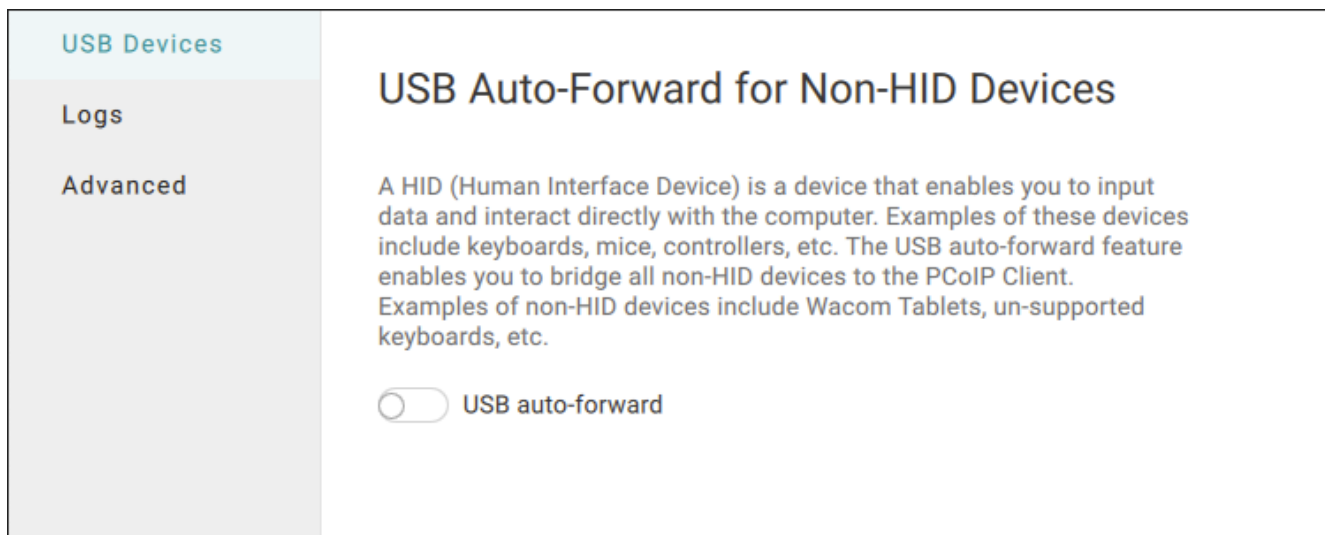 USB Devices
Logs
Advanced
USB Auto-Forward for Non-HID Devices
A HID (Human Interface Device) is a device that enables you to input
data and interact directly with the computer. Examples of these devices
include keyboards, mice, controllers, etc. The USB auto-forward feature
enables you to bridge all non-HID devices to the PCoIP Client.
Examples of non-HID devices include Wacom Tablets, un-supported
keyboards, etc.
USB auto-forward